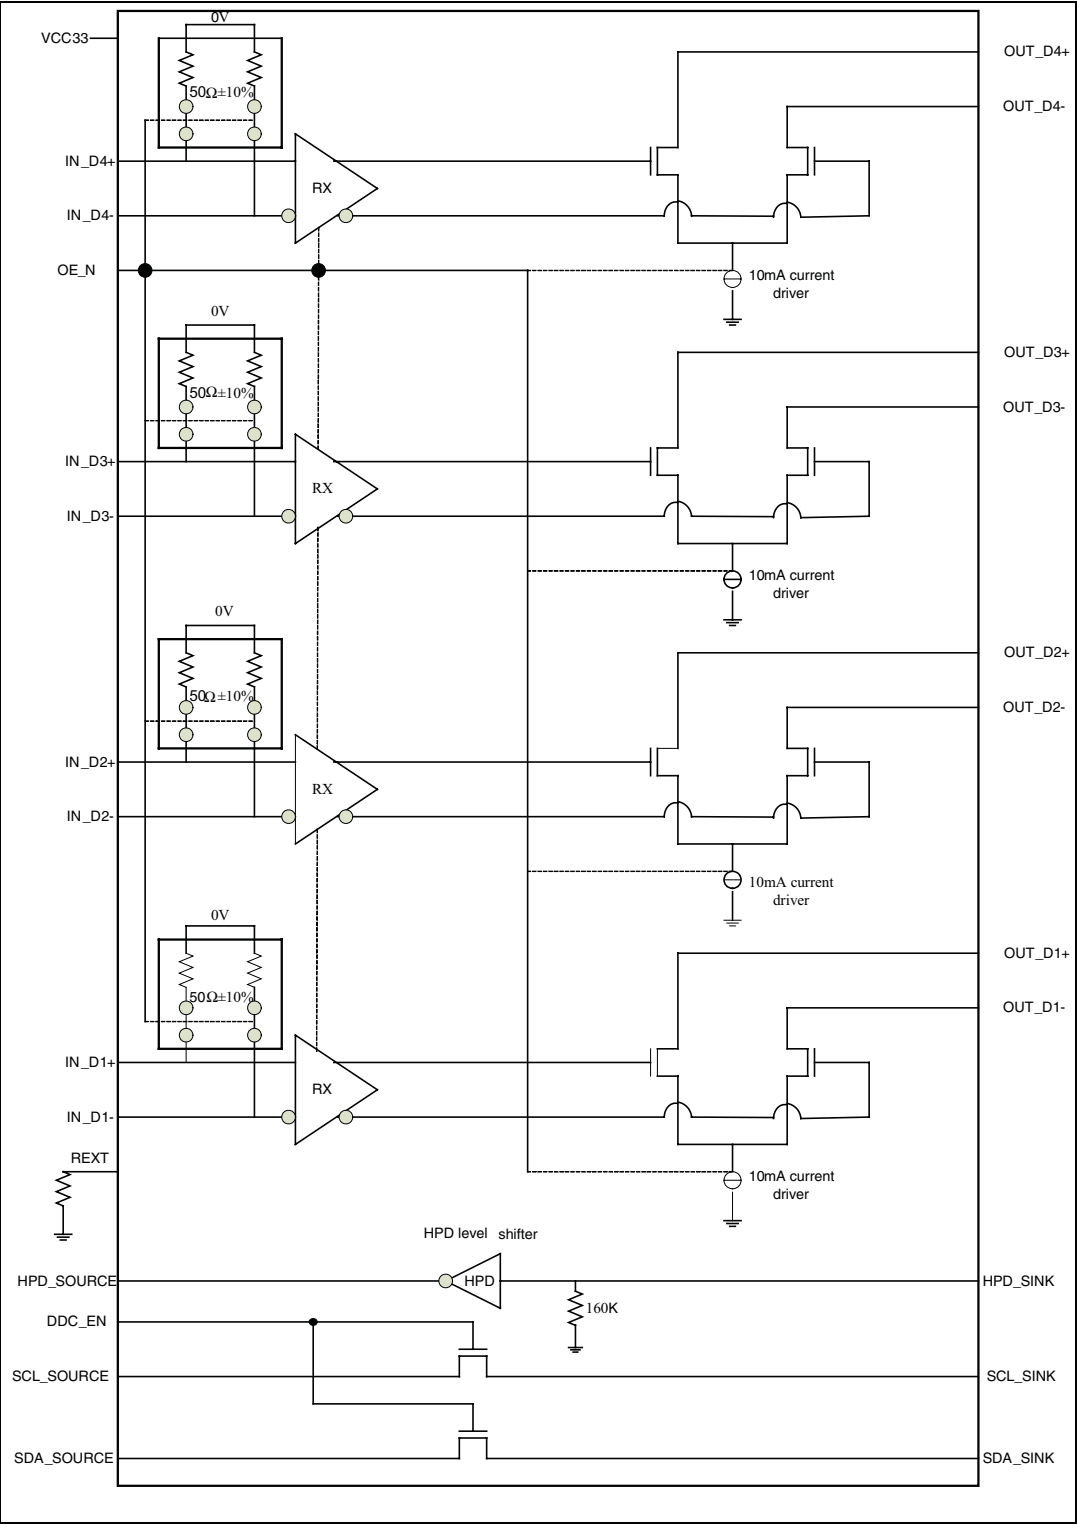 0V
VCC33
OUT_D4+
50Ω±10%
OUT_D4-
IN_D4+
RX
IN_D4-
OE_N
10mA current
driver
0V
OUT_D3+
50Ω±10%
OUT_D3-
IN_D3+
RX
IN_D3-
10mA current
driver
0V
OUT_D2+
50Ω±10%
OUT_D2-
IN_D2+
RX
IN_D2-
10mA current
driver
0V
OUT_D1+
50Ω±10%
OUT_D1-
IN_D1+
RX
IN_D1-
REXT
10mA current
driver
HPD level shifter
HPD_SOURCE
HPD
HPD_SINK
160K
DDC_EN
SCL_SOURCE
SCL_SINK
SDA_SOURCE
SDA_SINK